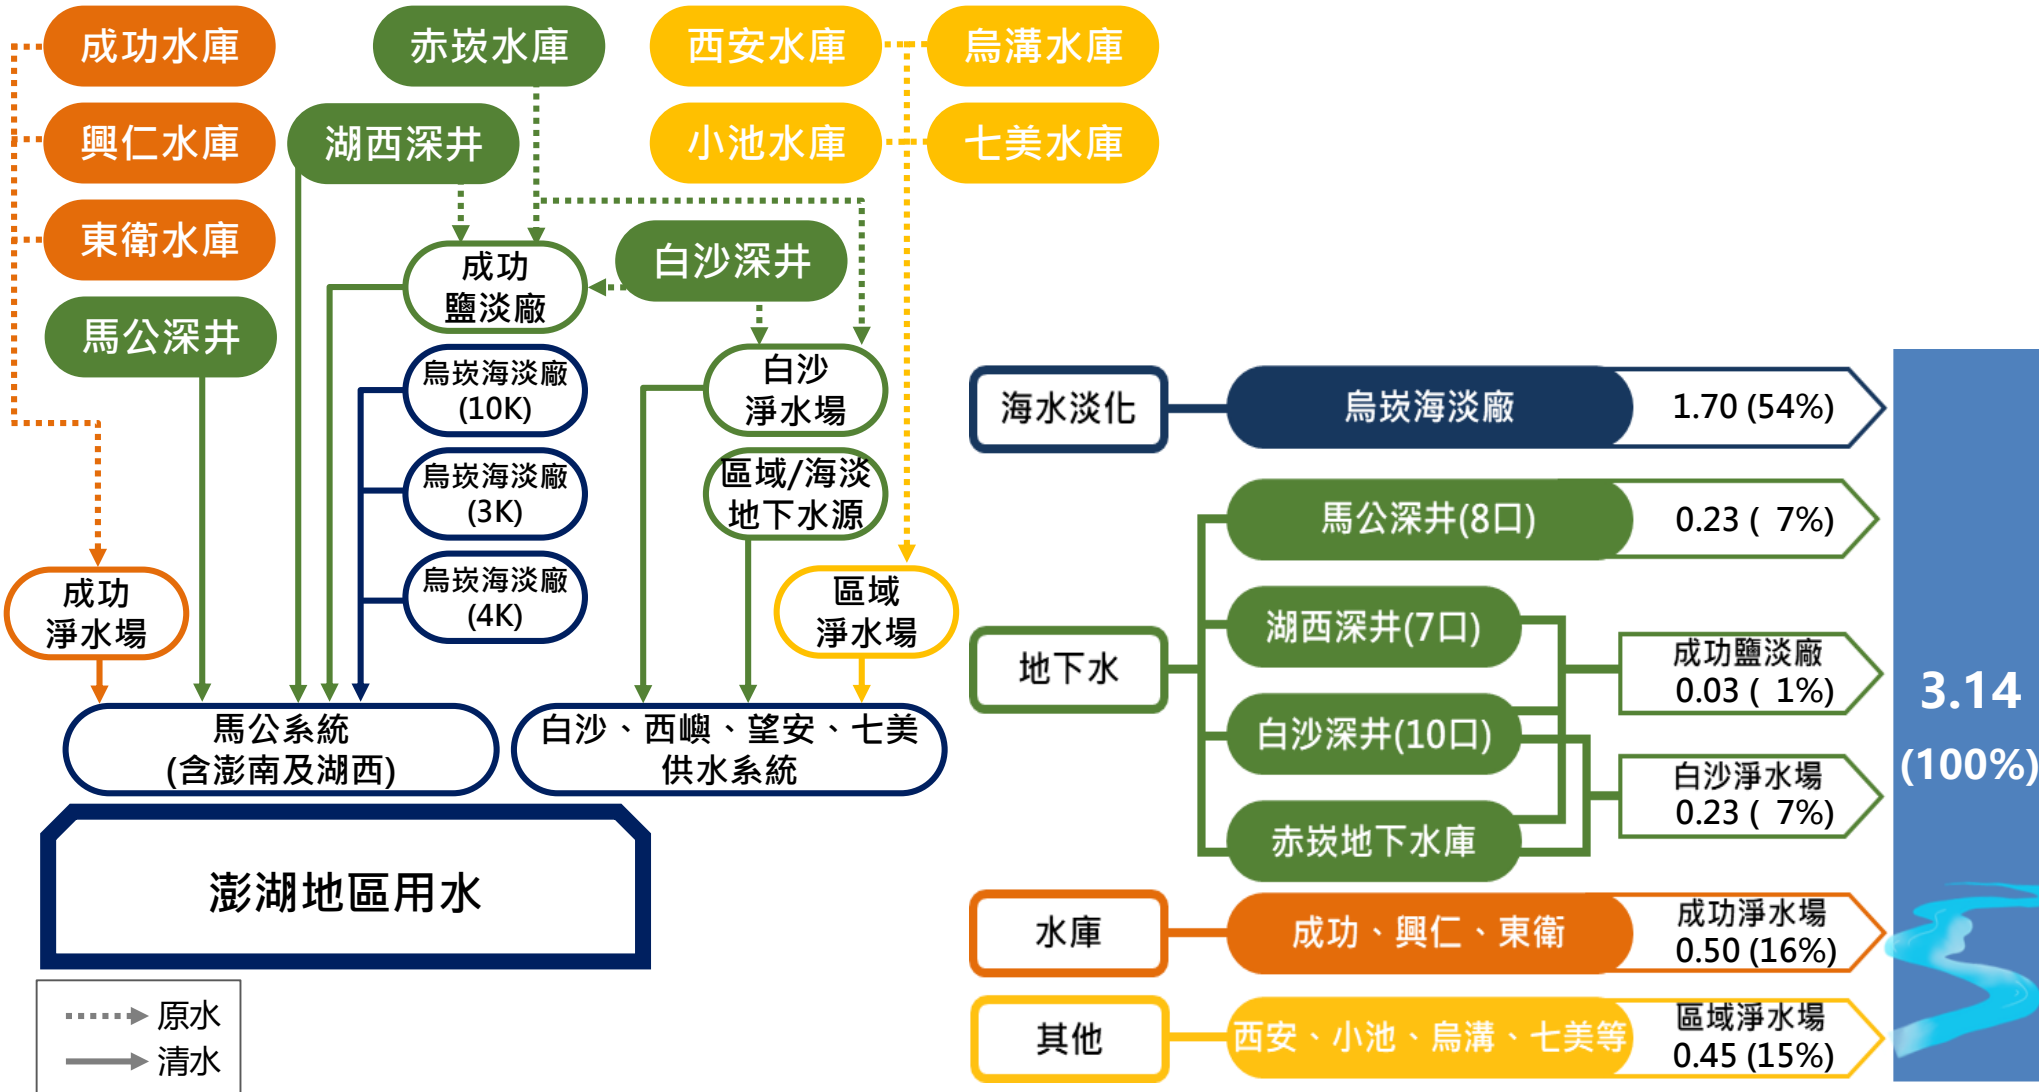 成功水庫
赤崁水庫
西安水庫
烏溝水庫
興仁水庫
湖西深井
小池水庫
七美水庫
東衛水庫
白沙深井
成功
鹽淡廠
馬公深井
烏崁海淡廠
(10K)
白沙
淨水場
烏崁海淡廠
(3K)
區域/海淡
地下水源
烏崁海淡廠
(4K)
成功
淨水場
區域
淨水場
馬公系統
(含澎南及湖西)
白沙、西嶼、望安、七美
供水系統
澎湖地區用水
原水
清水
海水淡化
烏崁海淡廠
1.70 (54%)
馬公深井(8口)
0.23 ( 7%)
地下水
湖西深井(7口)
成功鹽淡廠
0.03 ( 1%)
白沙深井(10口)
白沙淨水場
0.23 ( 7%)
赤崁地下水庫
水庫
成功、興仁、東衛
成功淨水場
0.50 (16%)
其他
西安、小池、烏溝、七美等
區域淨水場
0.45 (15%)
3.14
(100%)